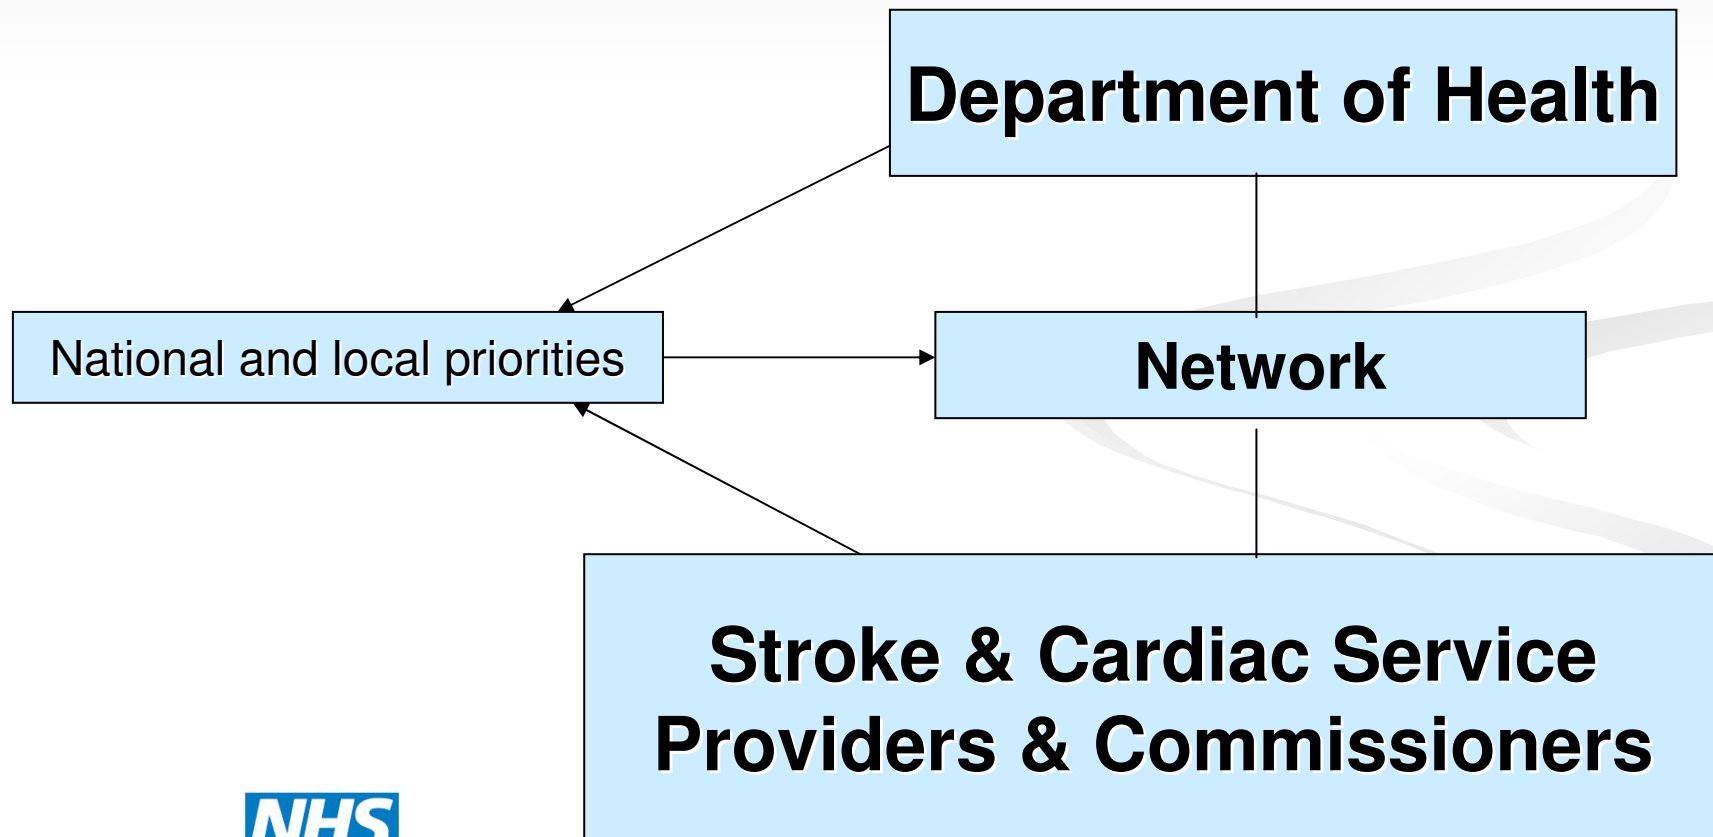 Department of Health
National and local priorities
Network
Stroke & Cardiac Service
Providers & Commissioners
NHS